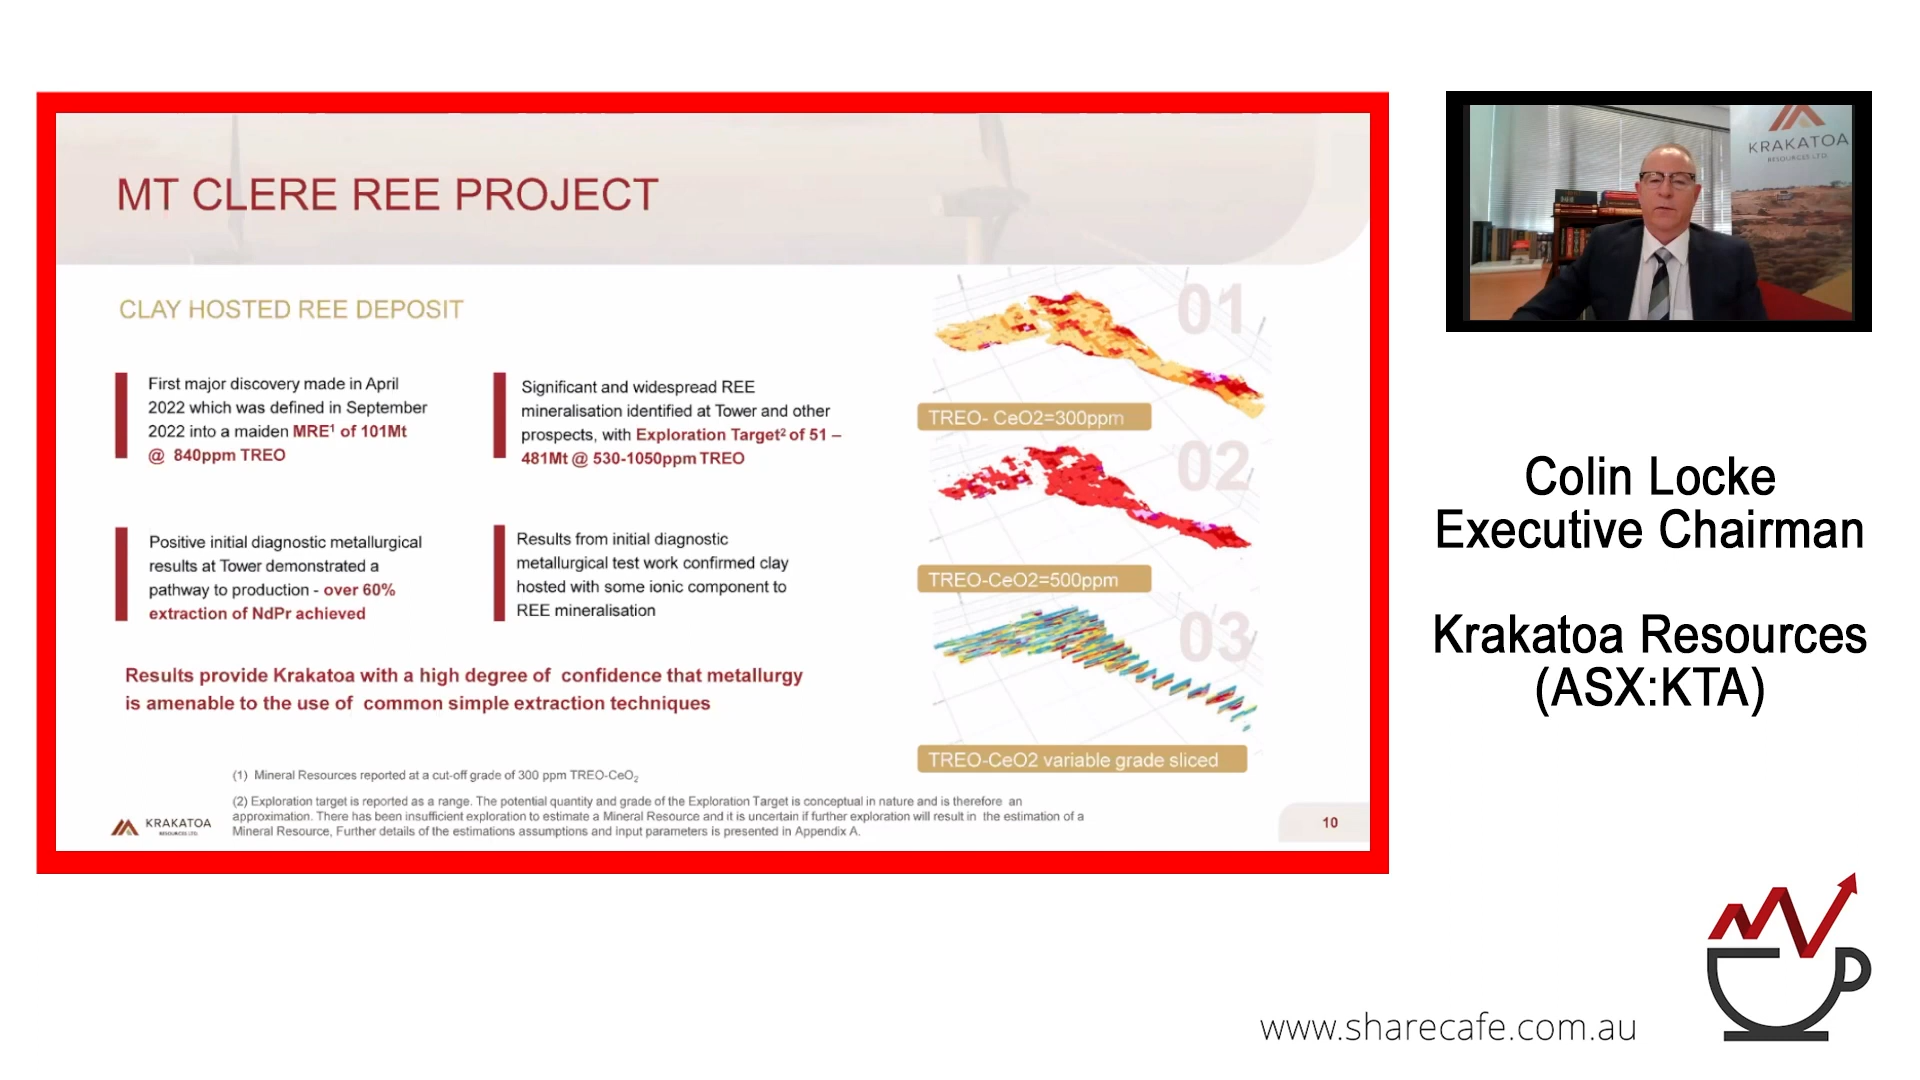 MT CLERE REE PROJECT
CLAY HOSTED REE DEPOSIT
First major discovery made in April
2022 which was defined in September
2022 into a maiden MRE¹ of 101Mt
@ 840ppm TREO
Significant and widespread REE
mineralisation identified at Tower and other
prospects, with Exploration Target² of 51 –
481Mt @ 530-1050ppm TREO
Positive initial diagnostic metallurgical
results at Tower demonstrated a
pathway to production - over 60%
extraction of NdPr achieved
Results from initial diagnostic
metallurgical test work confirmed clay
hosted with some ionic component to
REE mineralisation
Results provide Krakatoa with a high degree of confidence that metallurgy
is amenable to the use of common simple extraction techniques
01
TREO- CeO2=300ppm
02
TREO-CeO2=500ppm
03
TREO-CeO2 variable grade sliced
(1) Mineral Resources reported at a cut-off grade of 300 ppm TREO-CeO₂
(2) Exploration target is reported as a range. The potential quantity and grade of the Exploration Target is conceptual in nature and is therefore an
approximation. There has been insufficient exploration to estimate a Mineral Resource and it is uncertain if further exploration will result in the estimation of a
Mineral Resource, Further details of the estimations assumptions and input parameters is presented in Appendix A.
KRAKATOA
RESOURCES LTD.
10
KRAKATOA
RESOURCES LTD.
Colin Locke
Executive Chairman
Krakatoa Resources
(ASX:KTA)
www.sharecafe.com.au